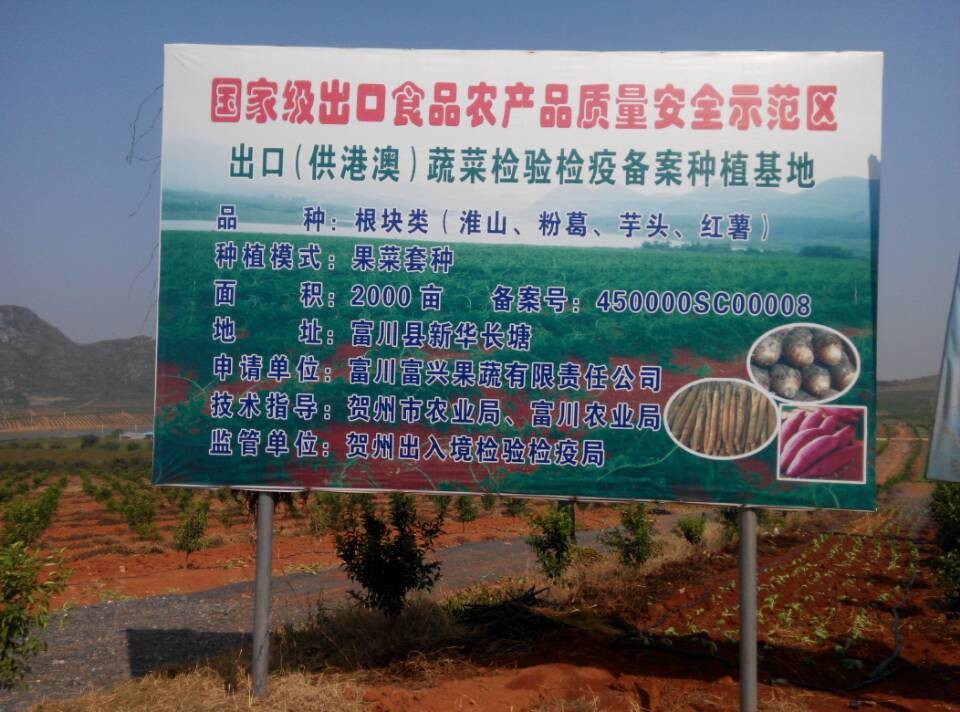 国家级出口食品农产品质量安全示范区
出口(供港澳)蔬菜检验检疫备案种植基地
品 种：根块类（淮山、粉葛、芋头、红薯）
种植模式：果菜套种
面 积：2000亩 备案号：450000SC00008
地 址：富川县新华长塘
申请单位：富川富兴果蔬有限责任公司
技术指导：贺州市农业局、富川农业局
监管单位：贺州出入境检验检疫局